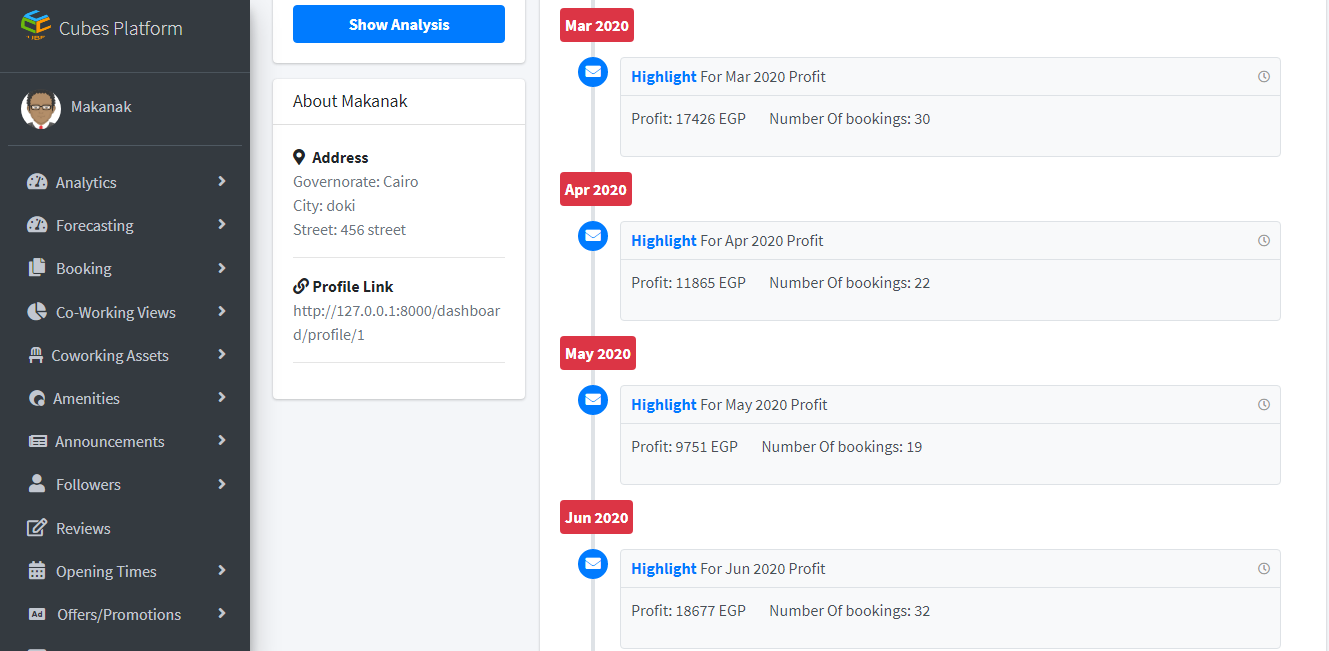 Cubes Platform
Makanak
Analytics
Forecasting
Booking
Co-Working Views
Coworking Assets
Amenities
Announcements
Followers
Reviews
Opening Times
Ad
Offers/Promotions
Show Analysis
About Makanak
Address
Governorate: Cairo
City: doki
Street: 456 street
Profile Link
http://127.0.0.1:8000/dashboar
d/profile/1
Mar 2020
Highlight For Mar 2020 Profit
Profit: 17426 EGP Number Of bookings: 30
Apr 2020
Highlight For Apr 2020 Profit
Profit: 11865 EGP Number Of bookings: 22
May 2020
Highlight For May 2020 Profit
Profit: 9751 EGP Number Of bookings: 19
Jun 2020
Highlight For Jun 2020 Profit
Profit: 18677 EGP Number Of bookings: 32